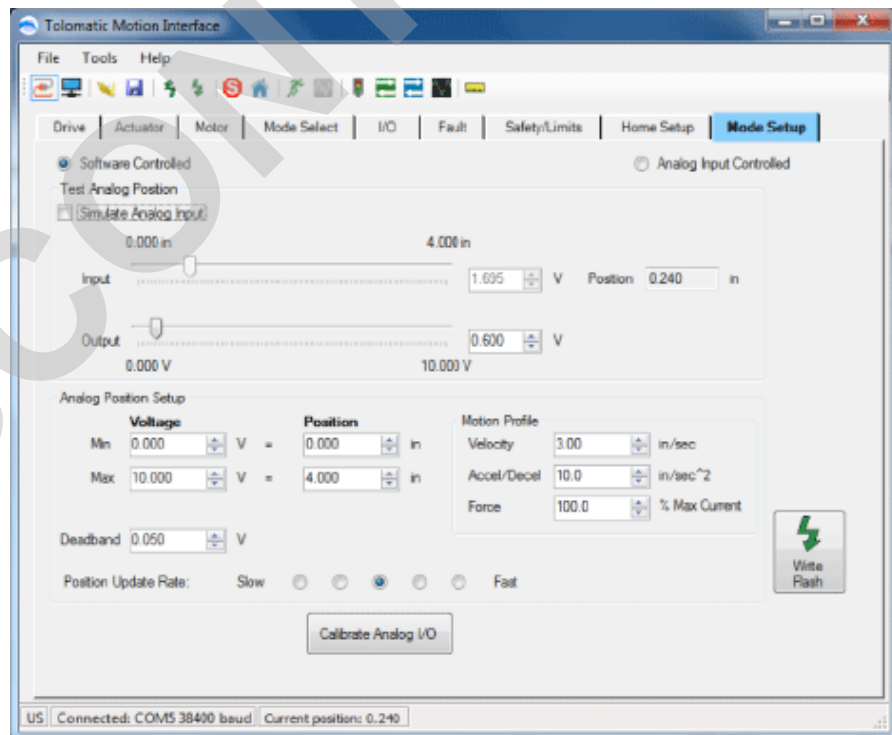 Tolomatic Motion Interface
File Tools Help
Drive Actuator Motor Mode Select I/O Fault Safety/Limits Home Setup Mode Setup
Software Controlled Analog Input Controlled
Test Analog Postion
Simulate Analog Input
0.000 in 4.000 in
Input 1.695 V Position 0.240 in
Output 0.600 V
0.000 V 10.000 V
Analog Position Setup
Voltage Position Motion Profile
Min 0.000 V = 0.000 in Velocity 3.00 in/sec
Max 10.000 V = 4.000 in Accel/Decel 10.0 in/sec^2
Force 100.0 % Max Current
Deadband 0.050 V
Write
Flash
Position Update Rate: Slow Fast
Calibrate Analog I/O
US Connected: COM5 38400 baud Current position: 0.240